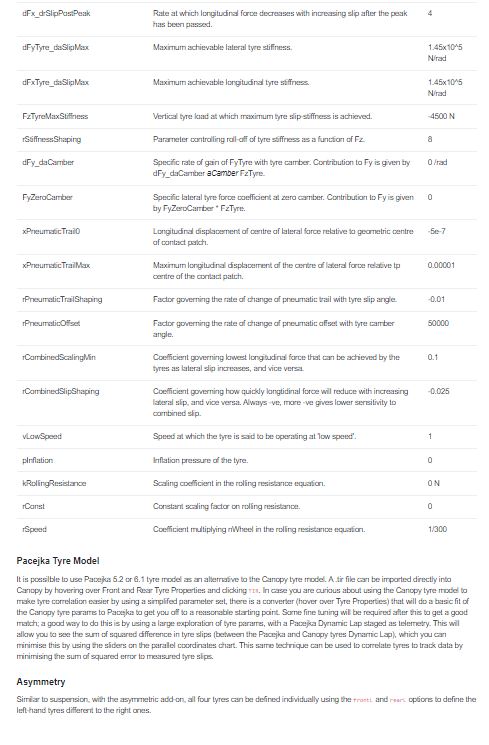 dFx_drSlipPostPeak Rate at which longitudinal force decreases with increasing slip after the peak 4
has been passed.
dFyTyre_daSlipMax Maximum achievable lateral tyre stiffness. 1.45x10^5
N/rad
dFxTyre_daSlipMax Maximum achievable longitudinal tyre stiffness. 1.45x10^5
N/rad
FzTyreMaxStiffness Vertical tyre load at which maximum tyre slip-stiffness is achieved. -4500 N
rStiffnessShaping Parameter controlling roll-off of tyre stiffness as a function of Fz. 8
dFy_daCamber Specific rate of gain of FyTyre with tyre camber. Contribution to Fy is given by 0 /rad
dFy_daCamber aCamber FzTyre.
FyZeroCamber Specific lateral tyre force coefficient at zero camber. Contribution to Fy is given 0
by FyZeroCamber * FzTyre.
xPneumaticTrail0 Longitudinal displacement of centre of lateral force relative to geometric centre -5e-7
of contact patch.
xPneumaticTrailMax Maximum longitudinal displacement of the centre of lateral force relative tp 0.00001
centre of the contact patch.
rPneumaticTrailShaping Factor governing the rate of change of pneumatic trail with tyre slip angle. -0.01
rPneumaticOffset Factor governing the rate of change of pneumatic offset with tyre camber 50000
angle.
rCombinedScalingMin Coefficient governing lowest longitudinal force that can be achieved by the 0.1
tyres as lateral slip increases, and vice versa.
rCombinedSlipShaping Coefficient governing how quickly longtidinal force will reduce with increasing -0.025
lateral slip, and vice versa. Always -ve, more -ve gives lower sensitivity to
combined slip.
vLowSpeed Speed at which the tyre is said to be operating at 'low speed'. 1
pInflation Inflation pressure of the tyre. 0
kRollingResistance Scaling coefficient in the rolling resistance equation. 0 N
rConst Constant scaling factor on rolling resistance. 0
rSpeed Coefficient multiplying nWheel in the rolling resistance equation. 1/300
Pacejka Tyre Model
It is possilble to use Pacejka 5.2 or 6.1 tyre model as an alternative to the Canopy tyre model. A .tir file can be imported directly into
Canopy by hovering over Front and Rear Tyre Properties and clicking TIR. In case you are curious about using the Canopy tyre model to
make tyre correlation easier by using a simplifed parameter set, there is a converter (hover over Tyre Properties) that will do a basic fit of
the Canopy tyre params to Pacejka to get you off to a reasonable starting point. Some fine tuning will be required after this to get a good
match; a good way to do this is by using a large exploration of tyre params, with a Pacejka Dynamic Lap staged as telemetry. This will
allow you to see the sum of squared difference in tyre slips (between the Pacejka and Canopy tyres Dynamic Lap), which you can
minimise this by using the sliders on the parallel coordinates chart. This same technique can be used to correlate tyres to track data by
minimising the sum of squared error to measured tyre slips.
Asymmetry
Similar to suspension, with the asymmetric add-on, all four tyres can be defined individually using the frontL and rearL options to define the
left-hand tyres different to the right ones.